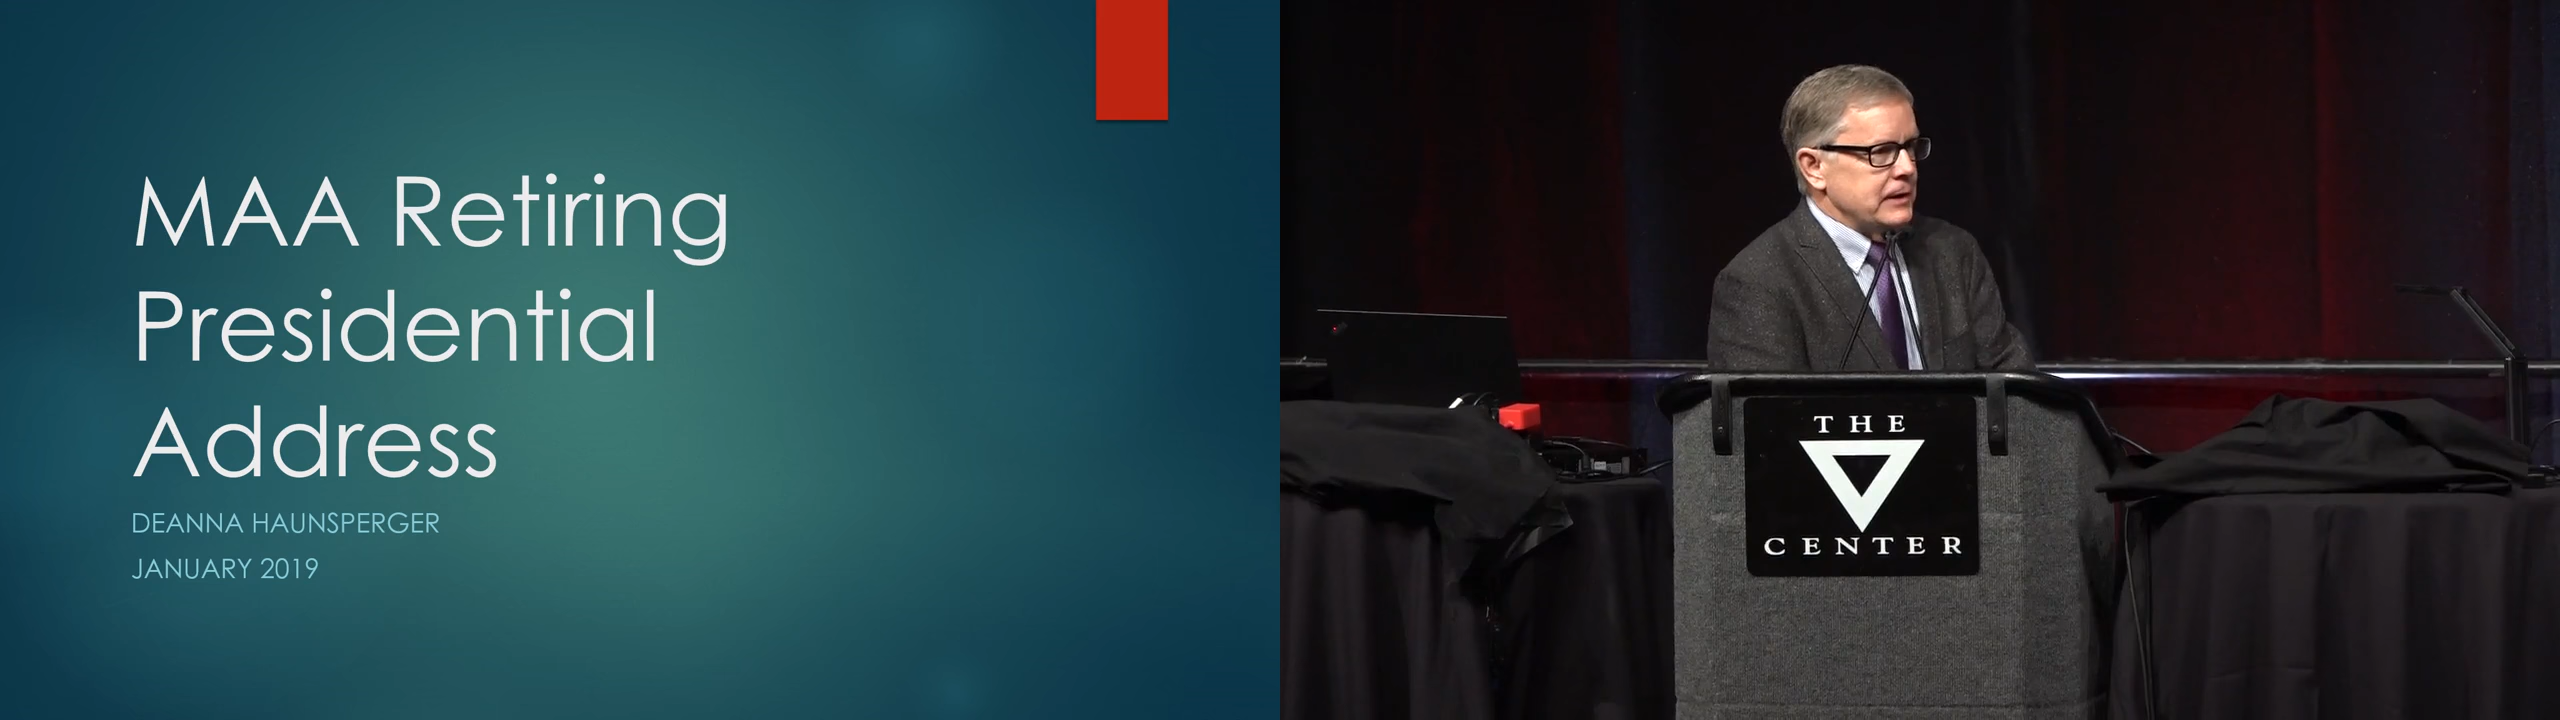 MAA Retiring
Presidential
Address
DEANNA HAUNSPERGER
JANUARY 2019
THE
CENTER